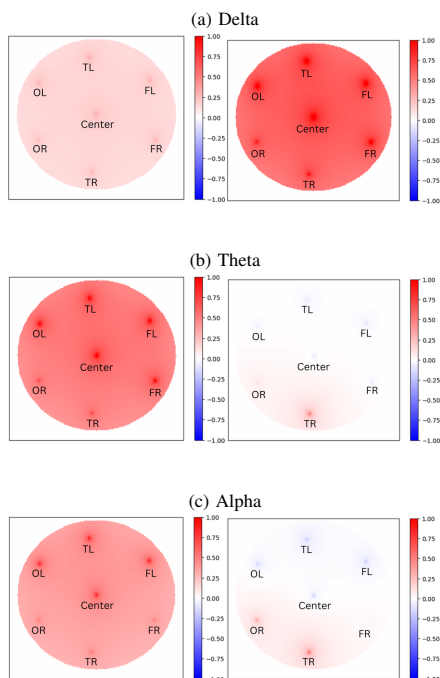 (a) Delta
TL
OL
FL
Center
OR
FR
TR
1.00
0.75
0.50
0.25
0.00
−0.25
−0.50
−0.75
−1.00
TL
OL
FL
Center
OR
FR
TR
1.00
0.75
0.50
0.25
0.00
−0.25
−0.50
−0.75
−1.00
(b) Theta
TL
OL
FL
Center
OR
FR
TR
1.00
0.75
0.50
0.25
0.00
−0.25
−0.50
−0.75
−1.00
TL
OL
FL
Center
OR
FR
TR
1.00
0.75
0.50
0.25
0.00
−0.25
−0.50
−0.75
−1.00
(c) Alpha
TL
OL
FL
Center
OR
FR
TR
1.00
0.75
0.50
0.25
0.00
−0.25
−0.50
−0.75
TL
OL
FL
Center
OR
FR
TR
1.00
0.75
0.50
0.25
0.00
−0.25
−0.50
−0.75